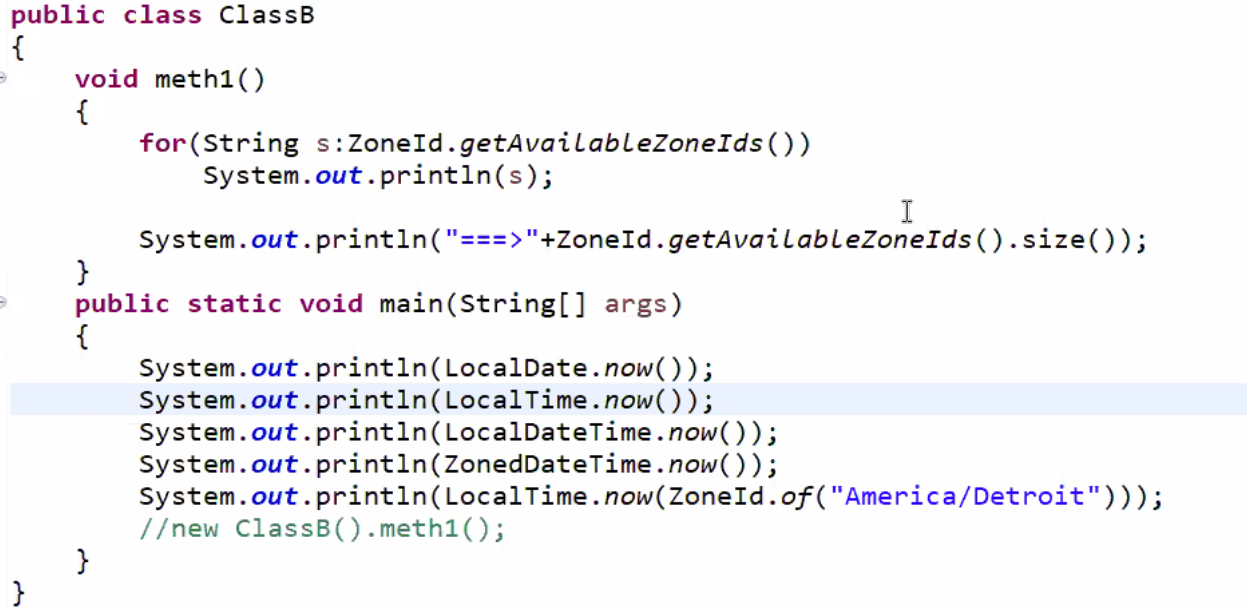 public class ClassB
{
void meth1()
{
for(String s:ZoneId.getAvailableZoneIds())
System.out.println(s);
System.out.println("===>"+ZoneId.getAvailableZoneIds().size());
}
public static void main(String[] args)
{
System.out.println(LocalDate.now());
System.out.println(LocalTime.now());
System.out.println(LocalDateTime.now());
System.out.println(ZonedDateTime.now());
System.out.println(LocalTime.now(ZoneId.of("America/Detroit")));
//new ClassB().meth1();
}
}